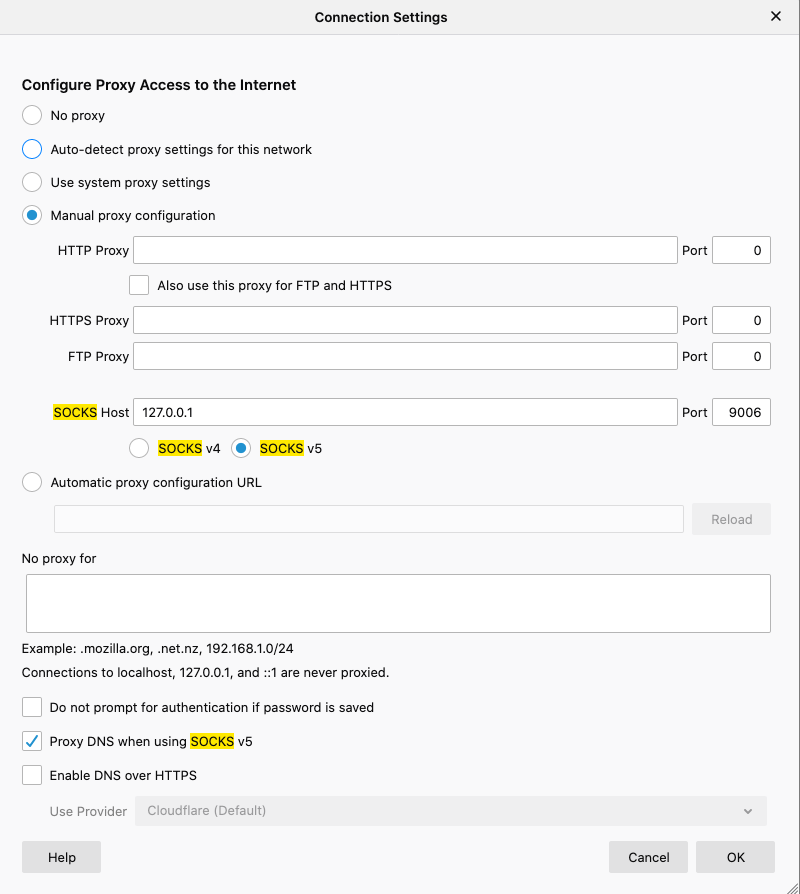 Connection Settings
Configure Proxy Access to the Internet
No proxy
Auto-detect proxy settings for this network
Use system proxy settings
Manual proxy configuration
HTTP Proxy Port 0
Also use this proxy for FTP and HTTPS
HTTPS Proxy Port 0
FTP Proxy Port 0
SOCKS Host 127.0.0.1 Port 9006
SOCKS v4 SOCKS v5
Automatic proxy configuration URL
Reload
No proxy for
Example: .mozilla.org, .net.nz, 192.168.1.0/24
Connections to localhost, 127.0.0.1, and ::1 are never proxied.
Do not prompt for authentication if password is saved
Proxy DNS when using SOCKS v5
Enable DNS over HTTPS
Use Provider Cloudflare (Default)
Help Cancel OK